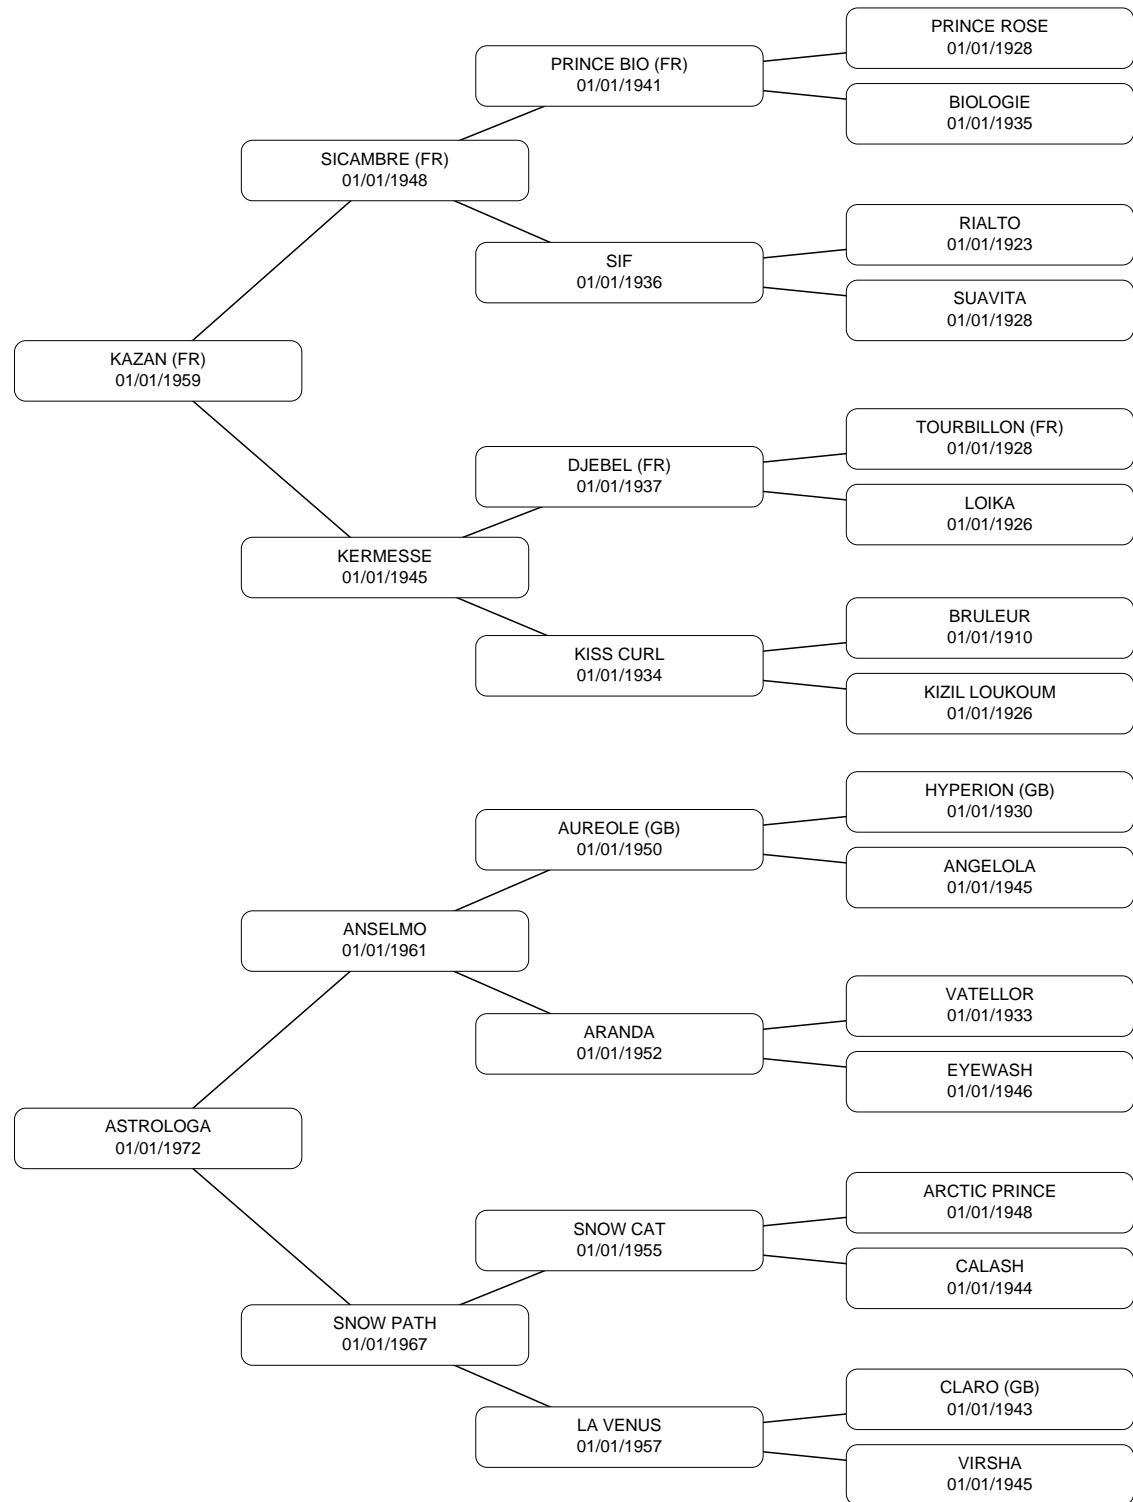 PRINCE ROSE
01/01/1928
PRINCE BIO (FR)
01/01/1941
BIOLOGIE
01/01/1935
SICAMBRE (FR)
01/01/1948
RIALTO
01/01/1923
SIF
01/01/1936
SUAVITA
01/01/1928
KAZAN (FR)
01/01/1959
TOURBILLON (FR)
01/01/1928
DJEBEL (FR)
01/01/1937
LOIKA
01/01/1926
KERMESSE
01/01/1945
BRULEUR
01/01/1910
KISS CURL
01/01/1934
KIZIL LOUKOUM
01/01/1926
HYPERION (GB)
01/01/1930
AUREOLE (GB)
01/01/1950
ANGELOLA
01/01/1945
ANSELMO
01/01/1961
VATELLOR
01/01/1933
ARANDA
01/01/1952
EYEWASH
01/01/1946
ASTROLOGA
01/01/1972
ARCTIC PRINCE
01/01/1948
SNOW CAT
01/01/1955
CALASH
01/01/1944
SNOW PATH
01/01/1967
CLARO (GB)
01/01/1943
LA VENUS
01/01/1957
VIRSHA
01/01/1945